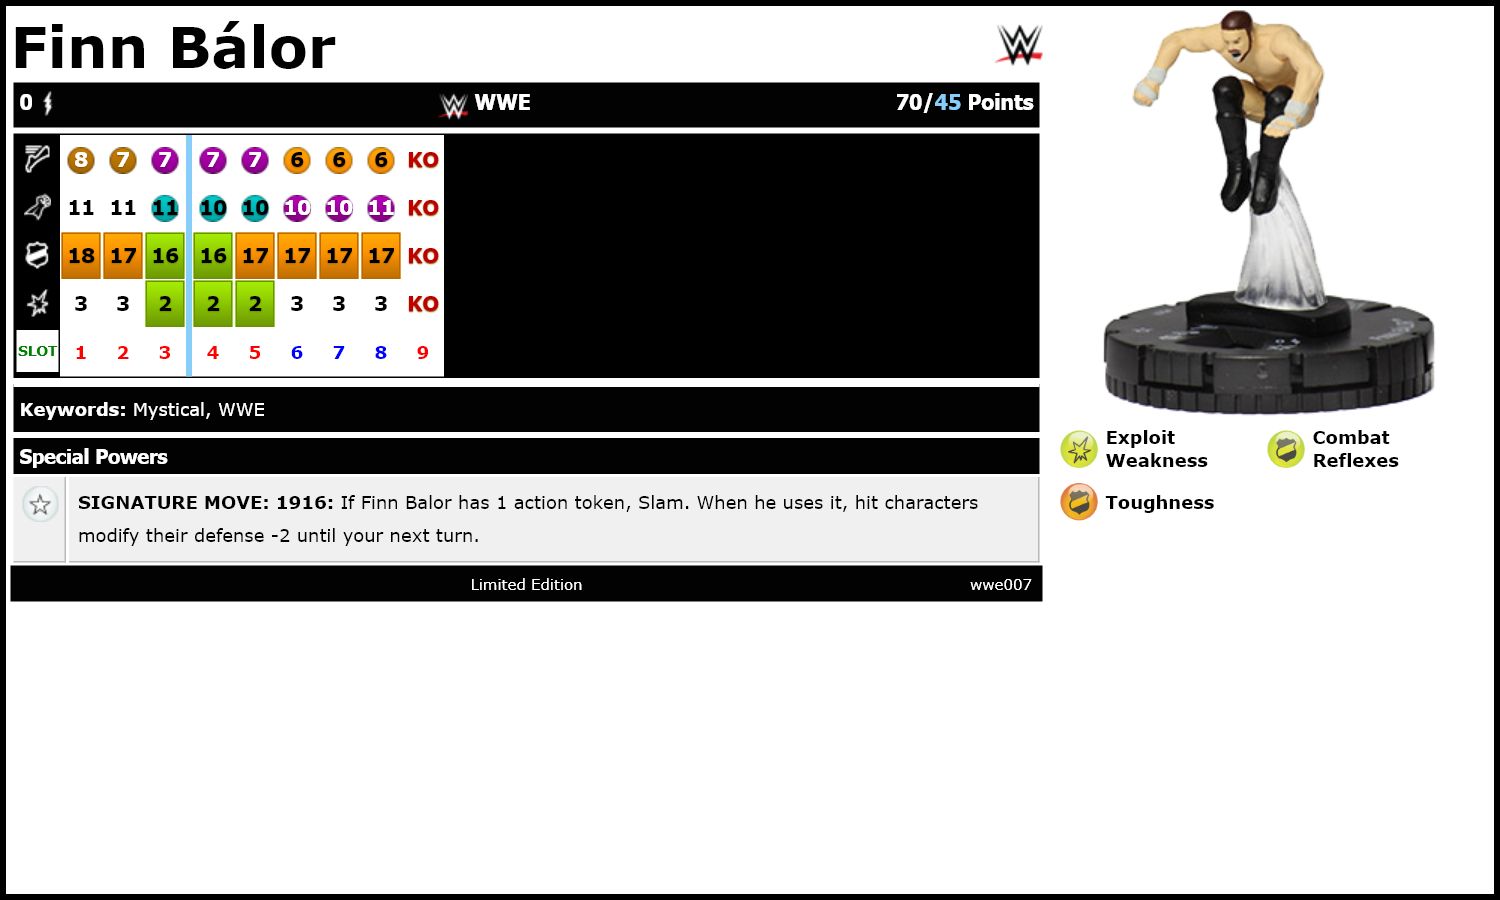 Finn Bálor
WWE
0 WWE 70/45 Points
8 7 7 7 7 6 6 6 KO
11 11 11 10 10 10 10 11 KO
18 17 16 16 17 17 17 17 KO
3 3 2 2 2 3 3 3 KO
SLOT 1 2 3 4 5 6 7 8 9
Keywords: Mystical, WWE
Special Powers
SIGNATURE MOVE: 1916: If Finn Balor has 1 action token, Slam. When he uses it, hit characters
modify their defense -2 until your next turn.
Limited Edition wwe007
Exploit
Weakness
Combat
Reflexes
Toughness